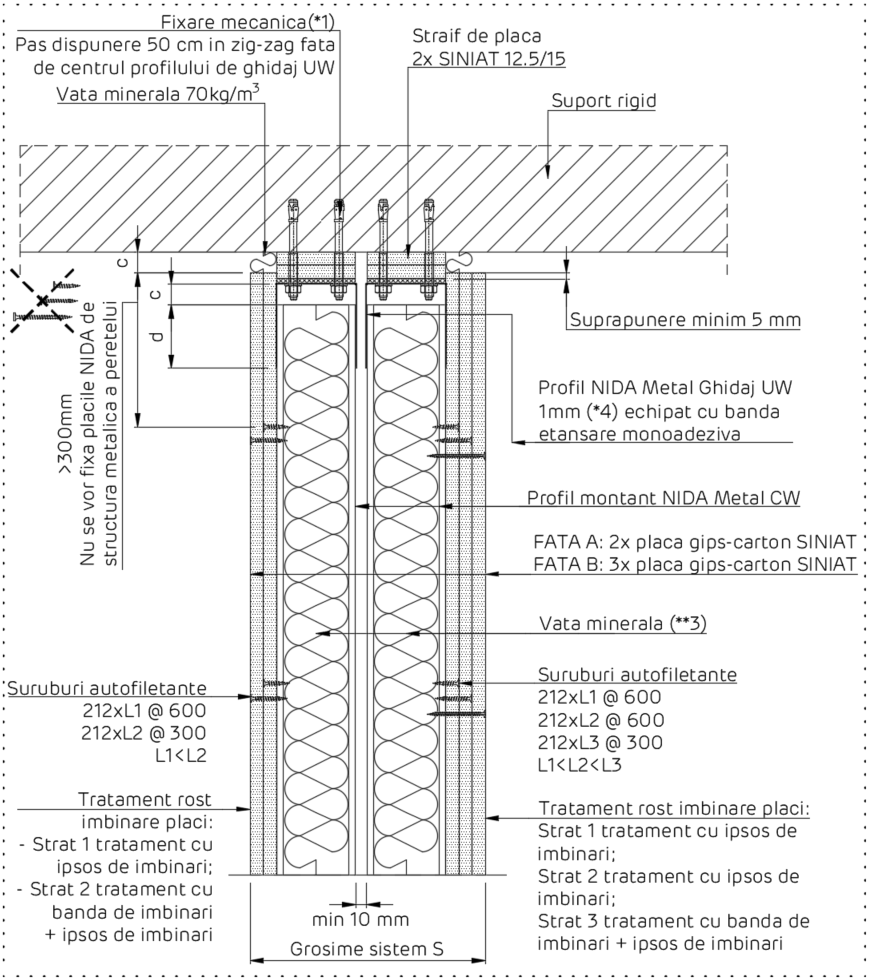 Fixare mecanica(*1)
Pas dispunere 50 cm in zig-zag fata
de centrul profilului de ghidaj UW
Vata minerala 70kg/m³
Straif de placa
2x SINIAT 12.5/15
Suport rigid
c
c
d
>300mm
Nu se vor fixa placile NIDA de
structura metalica a peretelui
Suprapunere minim 5 mm
Profil NIDA Metal Ghidaj UW
1mm (*4) echipat cu banda
etansare monoadeziva
Profil montant NIDA Metal CW
FATA A: 2x placa gips-carton SINIAT
FATA B: 3x placa gips-carton SINIAT
Vata minerala (**3)
Suruburi autofiletante
212xL1 @ 600
212xL2 @ 300
L1<L2
Suruburi autofiletante
212xL1 @ 600
212xL2 @ 600
212xL3 @ 300
L1<L2<L3
Tratament rost
imbinare placi:
- Strat 1 tratament cu
ipsos de imbinari;
- Strat 2 tratament cu
banda de imbinari
+ ipsos de imbinari
Tratament rost imbinare placi:
Strat 1 tratament cu ipsos de
imbinari;
Strat 2 tratament cu ipsos de
imbinari;
Strat 3 tratament cu banda de
imbinari + ipsos de imbinari
min 10 mm
Grosime sistem S